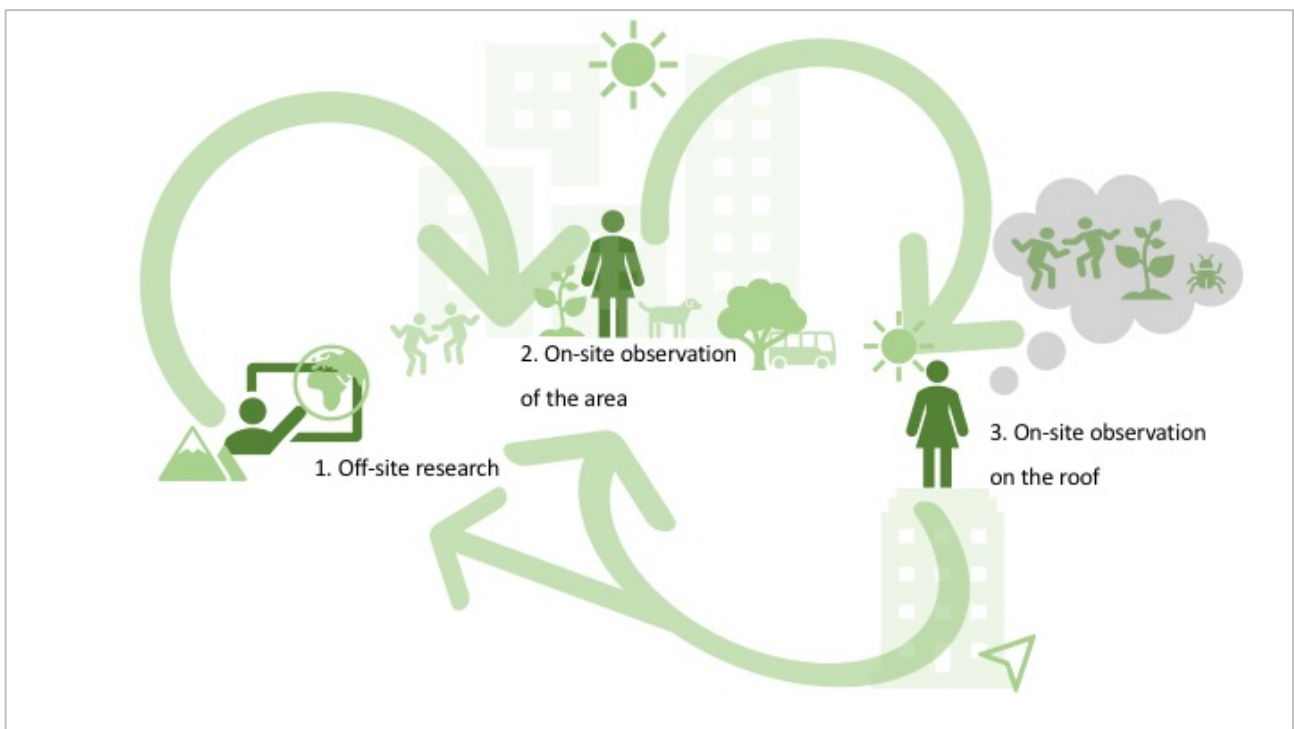 2. On-site observation
of the area
3. On-site observation
on the roof
1. Off-site research